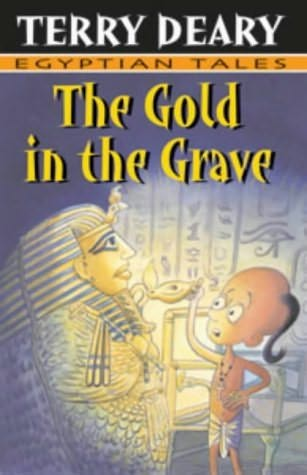 TERRY DEARY
EGYPTIAN TALES
The Gold
in the Grave